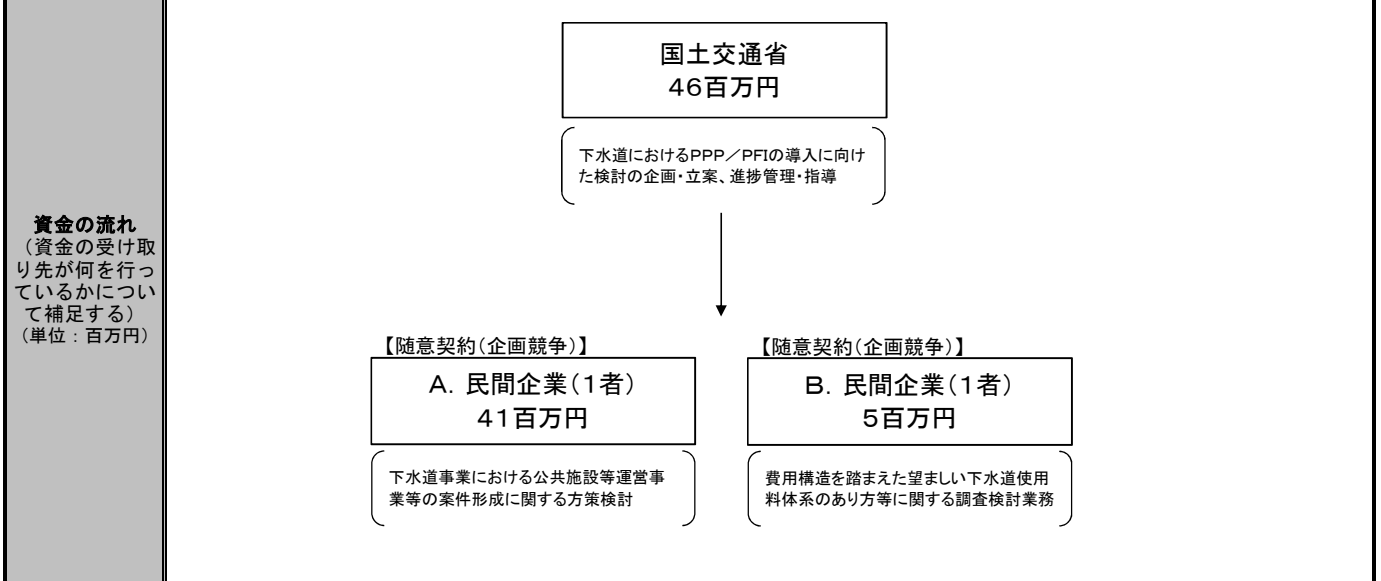 資金の流れ
（資金の受け取
り先が何を行っ
ているかについ
て補足する）
（単位：百万円）
国土交通省
４６百万円
下水道におけるＰＰＰ／ＰＦＩの導入に向け
た検討の企画・立案、進捗管理・指導
【随意契約（企画競争）】
Ａ．民間企業（１者）
４１百万円
下水道事業における公共施設等運営事
業等の案件形成に関する方策検討
【随意契約（企画競争）】
Ｂ．民間企業（１者）
５百万円
費用構造を踏まえた望ましい下水道使用
料体系のあり方等に関する調査検討業務